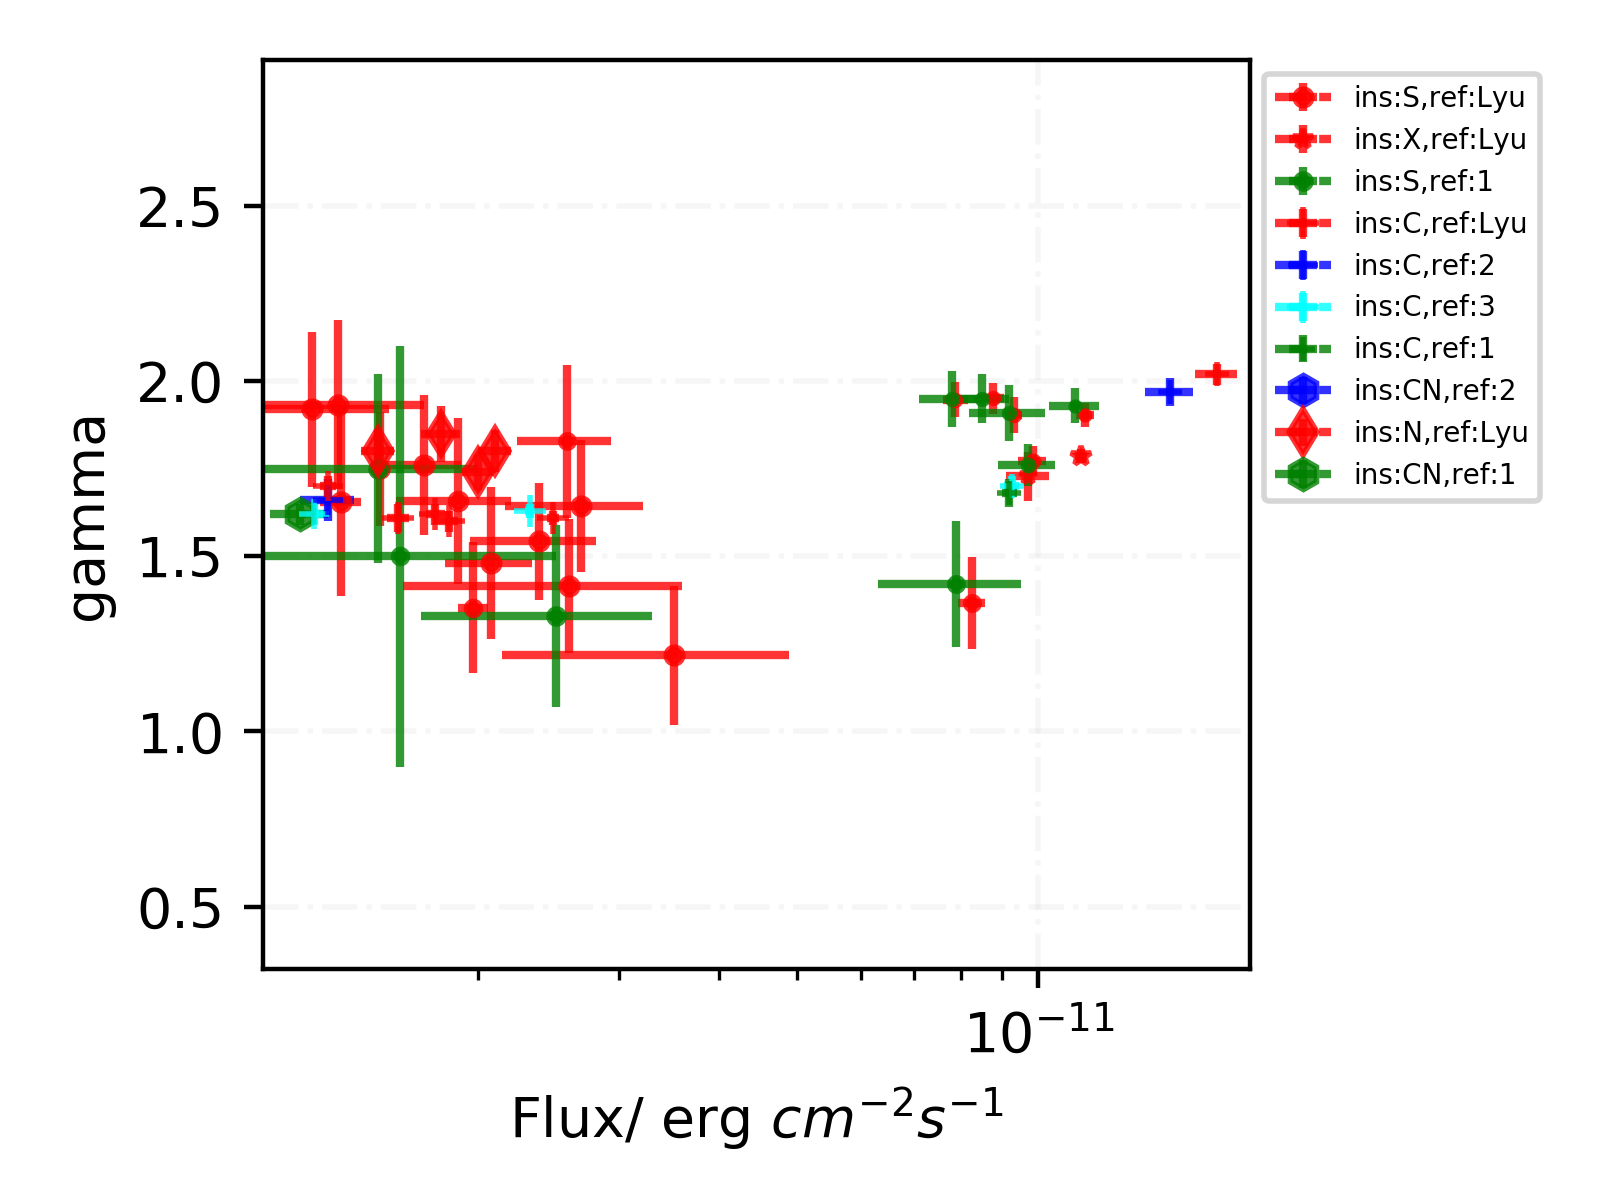 gamma
2.5
2.0
1.5
1.0
0.5
10⁻¹¹
Flux/ erg cm⁻²s⁻¹
ins:S,ref:Lyu
ins:X,ref:Lyu
ins:S,ref:1
ins:C,ref:Lyu
ins:C,ref:2
ins:C,ref:3
ins:C,ref:1
ins:CN,ref:2
ins:N,ref:Lyu
ins:CN,ref:1